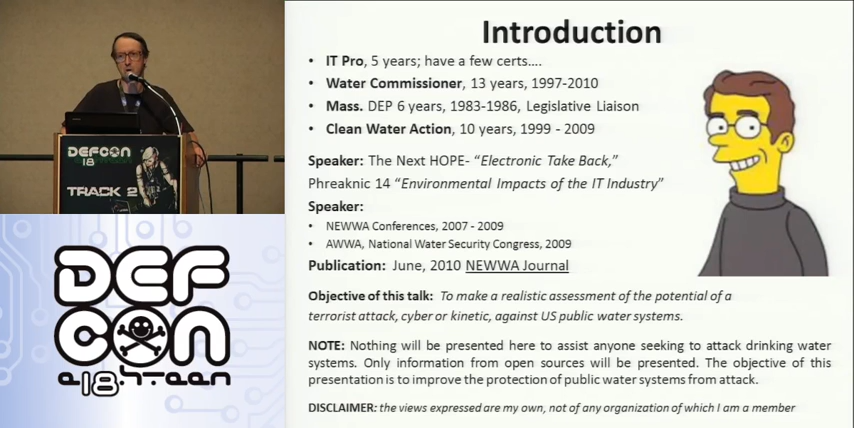 DEFCON
18
TRACK 2
DEF
CON
e18hteen
Introduction
• IT Pro, 5 years; have a few certs....
• Water Commissioner, 13 years, 1997-2010
• Mass. DEP 6 years, 1983-1986, Legislative Liaison
• Clean Water Action, 10 years, 1999 - 2009
Speaker: The Next HOPE- “Electronic Take Back,”
Phreaknic 14 “Environmental Impacts of the IT Industry”
Speaker:
• NEWWA Conferences, 2007 - 2009
• AWWA, National Water Security Congress, 2009
Publication: June, 2010 NEWWA Journal
Objective of this talk: To make a realistic assessment of the potential of a
terrorist attack, cyber or kinetic, against US public water systems.
NOTE: Nothing will be presented here to assist anyone seeking to attack drinking water
systems. Only information from open sources will be presented. The objective of this
presentation is to improve the protection of public water systems from attack.
DISCLAIMER: the views expressed are my own, not of any organization of which I am a member